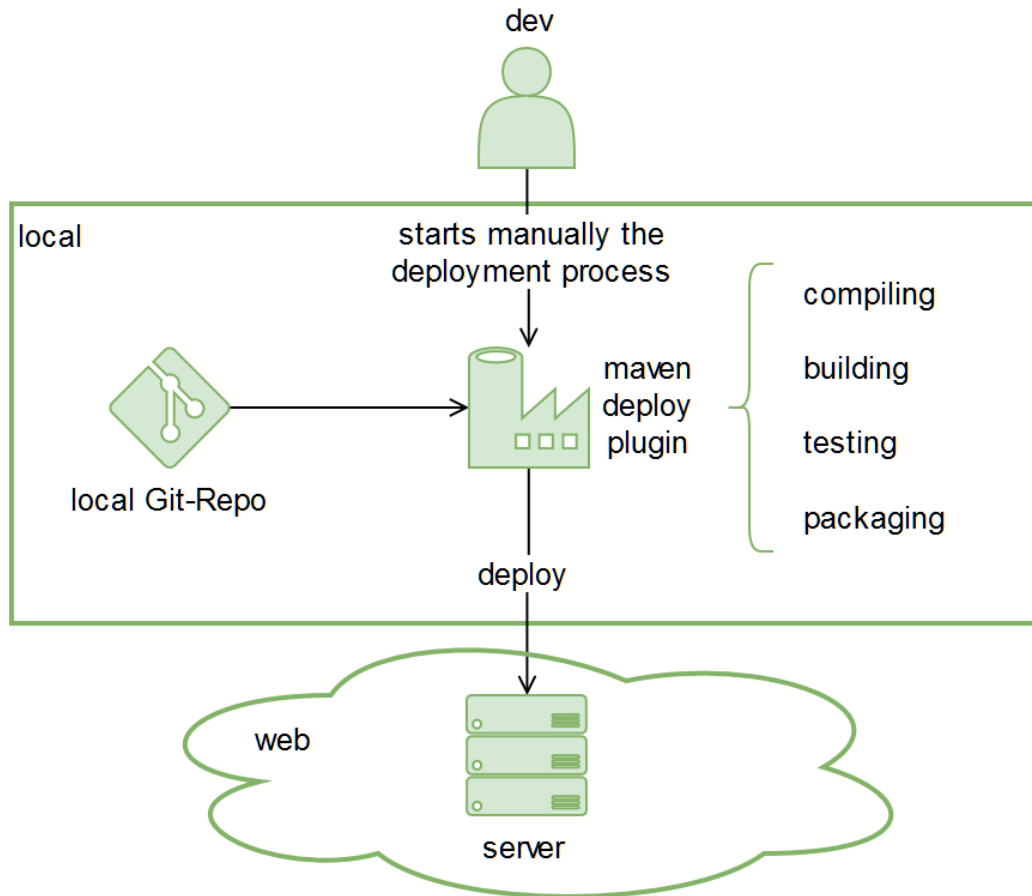 dev
local
starts manually the
deployment process
compiling
maven
building
deploy
plugin
testing
local Git-Repo
packaging
deploy
web
server